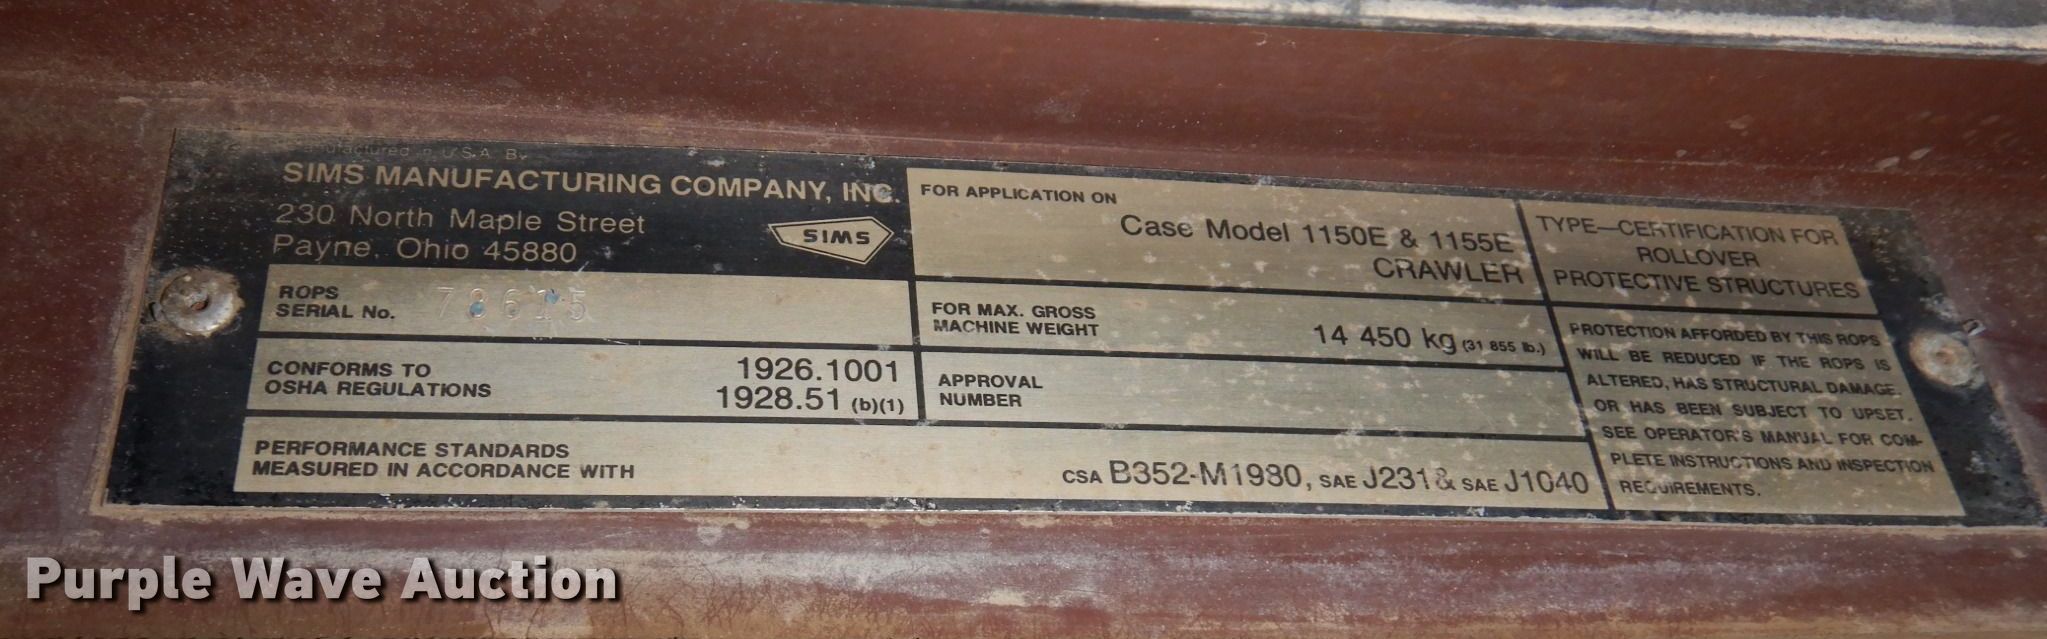 Manufactured in U.S.A. By
SIMS MANUFACTURING COMPANY, INC.
230 North Maple Street
Payne, Ohio 45880
SIMS
ROPS
SERIAL No.
CONFORMS TO
OSHA REGULATIONS
1926.1001
1928.51 (b)(1)
PERFORMANCE STANDARDS
MEASURED IN ACCORDANCE WITH
CSA B352-M1980, SAE J231 & SAE J1040
FOR APPLICATION ON
Case Model 1150E & 1155E
CRAWLER
FOR MAX. GROSS
MACHINE WEIGHT
14 450 kg (31 855 lb.)
APPROVAL
NUMBER
TYPE—CERTIFICATION FOR
ROLLOVER
PROTECTIVE STRUCTURES
PROTECTION AFFORDED BY THIS ROPS
WILL BE REDUCED IF THE ROPS IS
ALTERED, HAS STRUCTURAL DAMAGE,
OR HAS BEEN SUBJECT TO UPSET.
SEE OPERATOR'S MANUAL FOR COM-
PLETE INSTRUCTIONS AND INSPECTION
REQUIREMENTS.
Purple Wave Auction